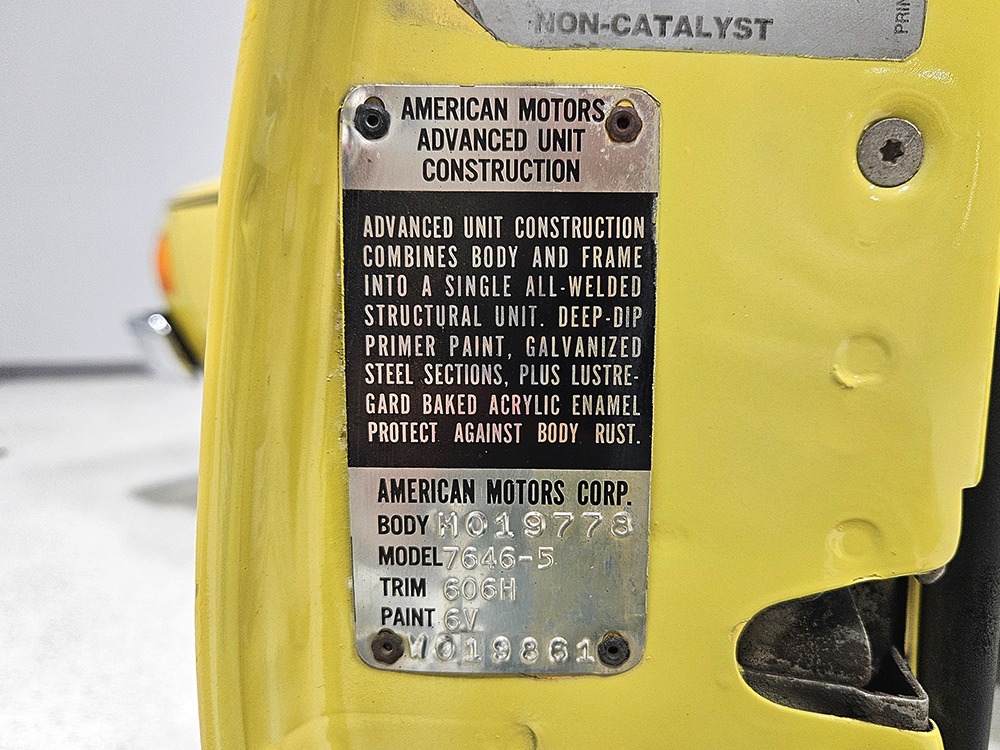 NON-CATALYST
AMERICAN MOTORS
ADVANCED UNIT
CONSTRUCTION
ADVANCED UNIT CONSTRUCTION
COMBINES BODY AND FRAME
INTO A SINGLE ALL-WELDED
STRUCTURAL UNIT. DEEP-DIP
PRIMER PAINT, GALVANIZED
STEEL SECTIONS, PLUS LUSTRE-
GARD BAKED ACRYLIC ENAMEL
PROTECT AGAINST BODY RUST.
AMERICAN MOTORS CORP.
BODY M019778
MODEL 7646-5
TRIM 606H
PAINT 6V
W019861